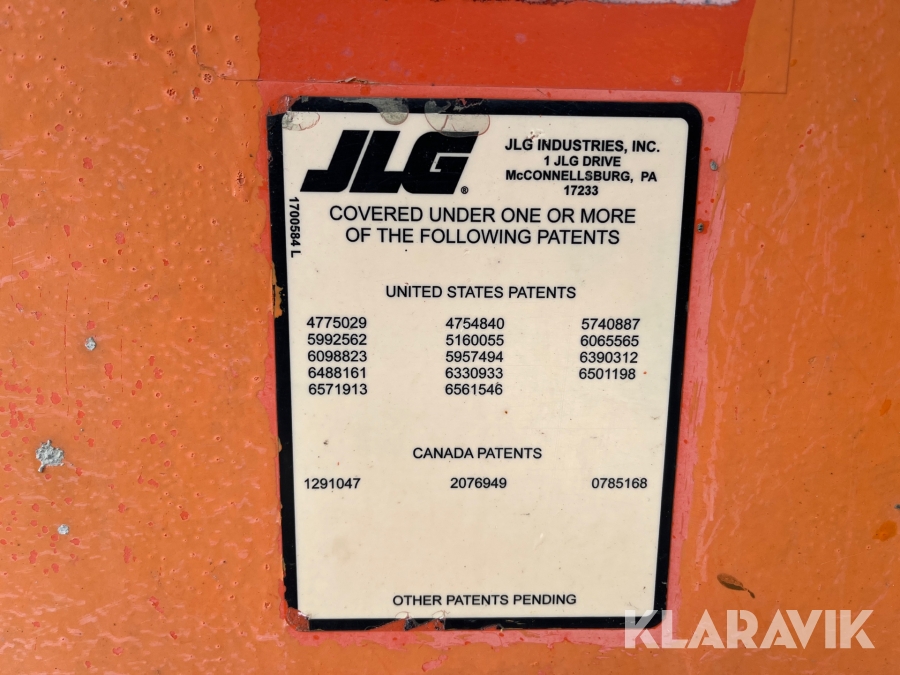 JLG®
JLG INDUSTRIES, INC.
1 JLG DRIVE
McCONNELLSBURG, PA
17233
1700584 L
COVERED UNDER ONE OR MORE
OF THE FOLLOWING PATENTS
UNITED STATES PATENTS
4775029 4754840 5740887
5992562 5160055 6065565
6098823 5957494 6390312
6488161 6330933 6501198
6571913 6561546
CANADA PATENTS
1291047 2076949 0785168
OTHER PATENTS PENDING
KLARAVIK